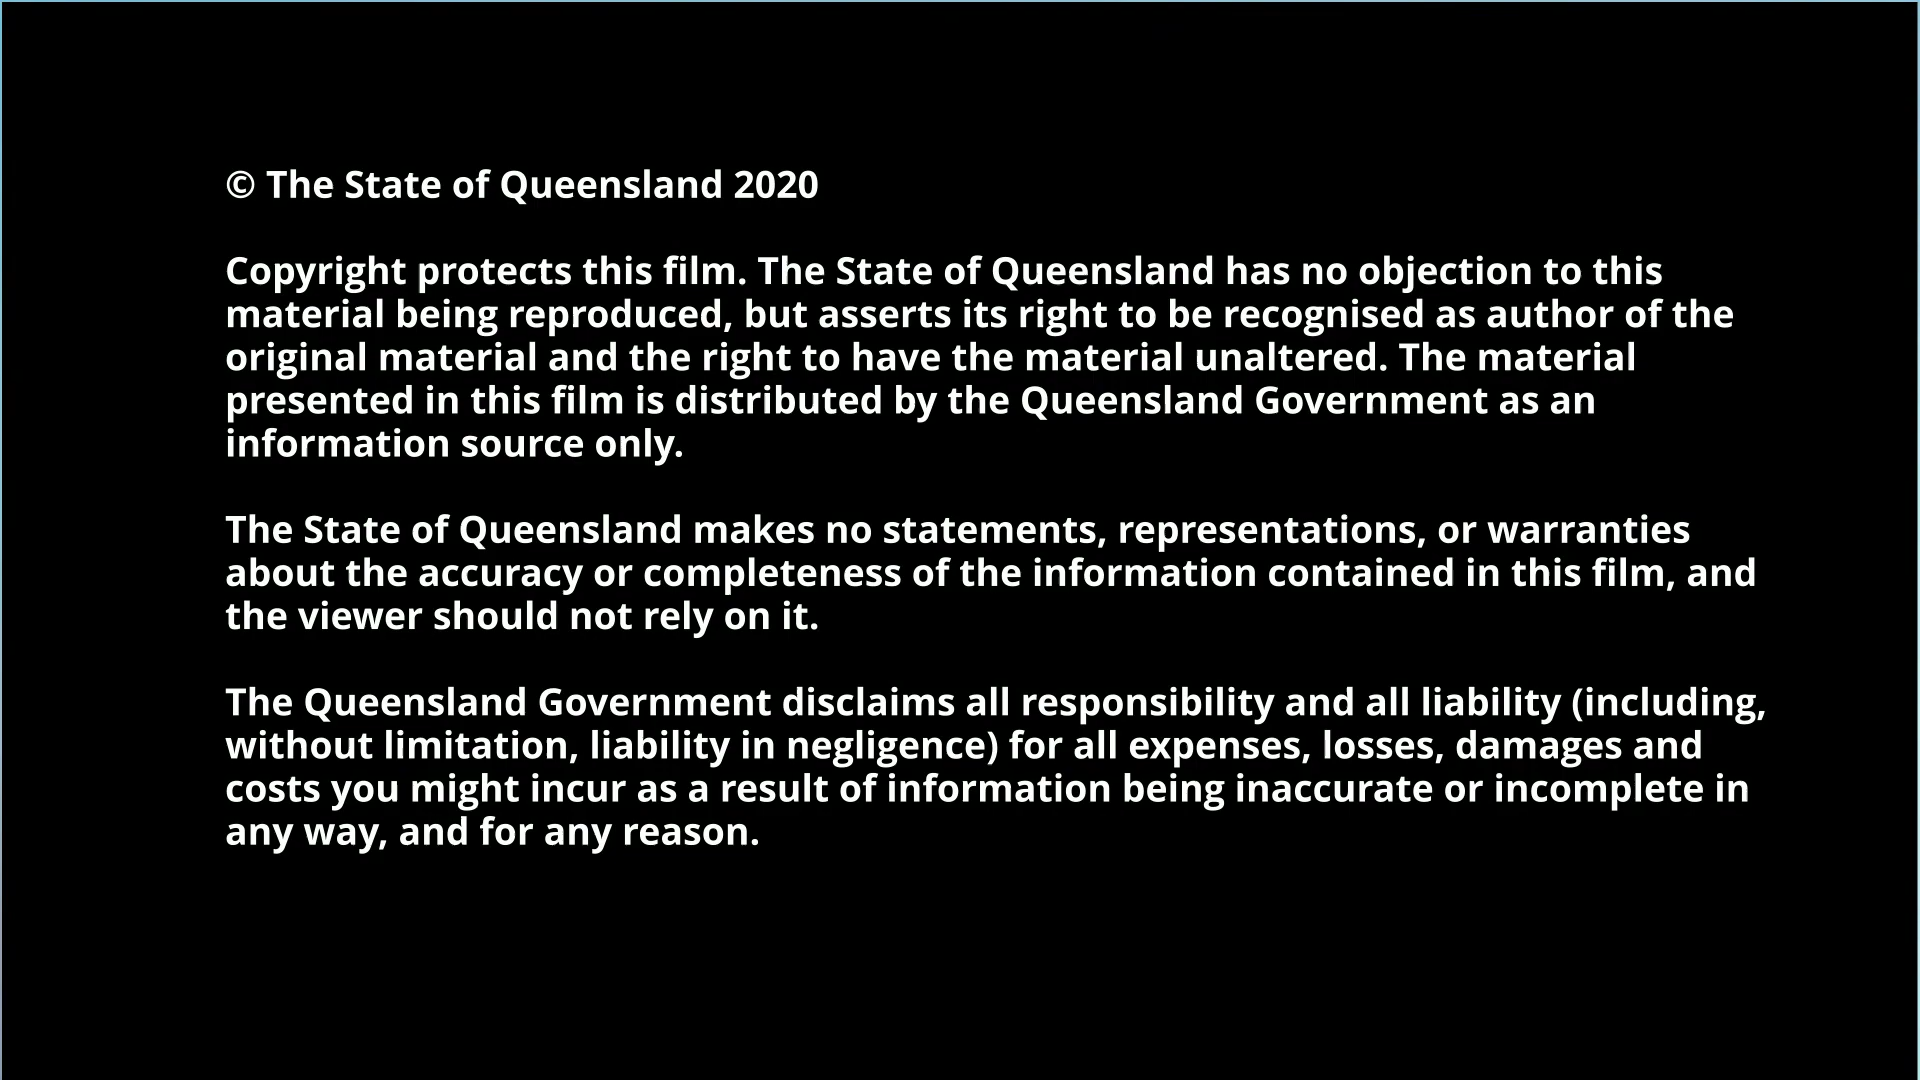 © The State of Queensland 2020
Copyright protects this film. The State of Queensland has no objection to this
material being reproduced, but asserts its right to be recognised as author of the
original material and the right to have the material unaltered. The material
presented in this film is distributed by the Queensland Government as an
information source only.
The State of Queensland makes no statements, representations, or warranties
about the accuracy or completeness of the information contained in this film, and
the viewer should not rely on it.
The Queensland Government disclaims all responsibility and all liability (including,
without limitation, liability in negligence) for all expenses, losses, damages and
costs you might incur as a result of information being inaccurate or incomplete in
any way, and for any reason.